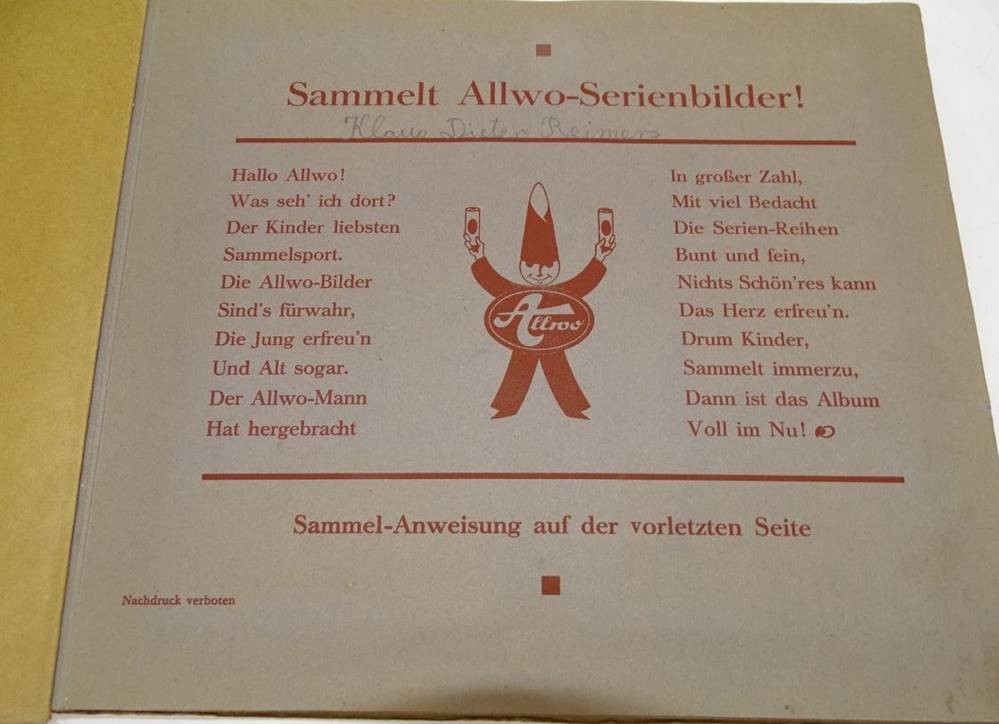 Sammelt Allwo-Serienbilder!
Klaus Dieter Reimers
Hallo Allwo!
Was seh' ich dort?
Der Kinder liebsten
Sammelsport.
Die Allwo-Bilder
Sind's fürwahr,
Die Jung erfreu'n
Und Alt sogar.
Der Allwo-Mann
Hat hergebracht
Allwo
In großer Zahl,
Mit viel Bedacht
Die Serien-Reihen
Bunt und fein,
Nichts Schön'res kann
Das Herz erfreu'n.
Drum Kinder,
Sammelt immerzu,
Dann ist das Album
Voll im Nu!
Sammel-Anweisung auf der vorletzten Seite
Nachdruck verboten